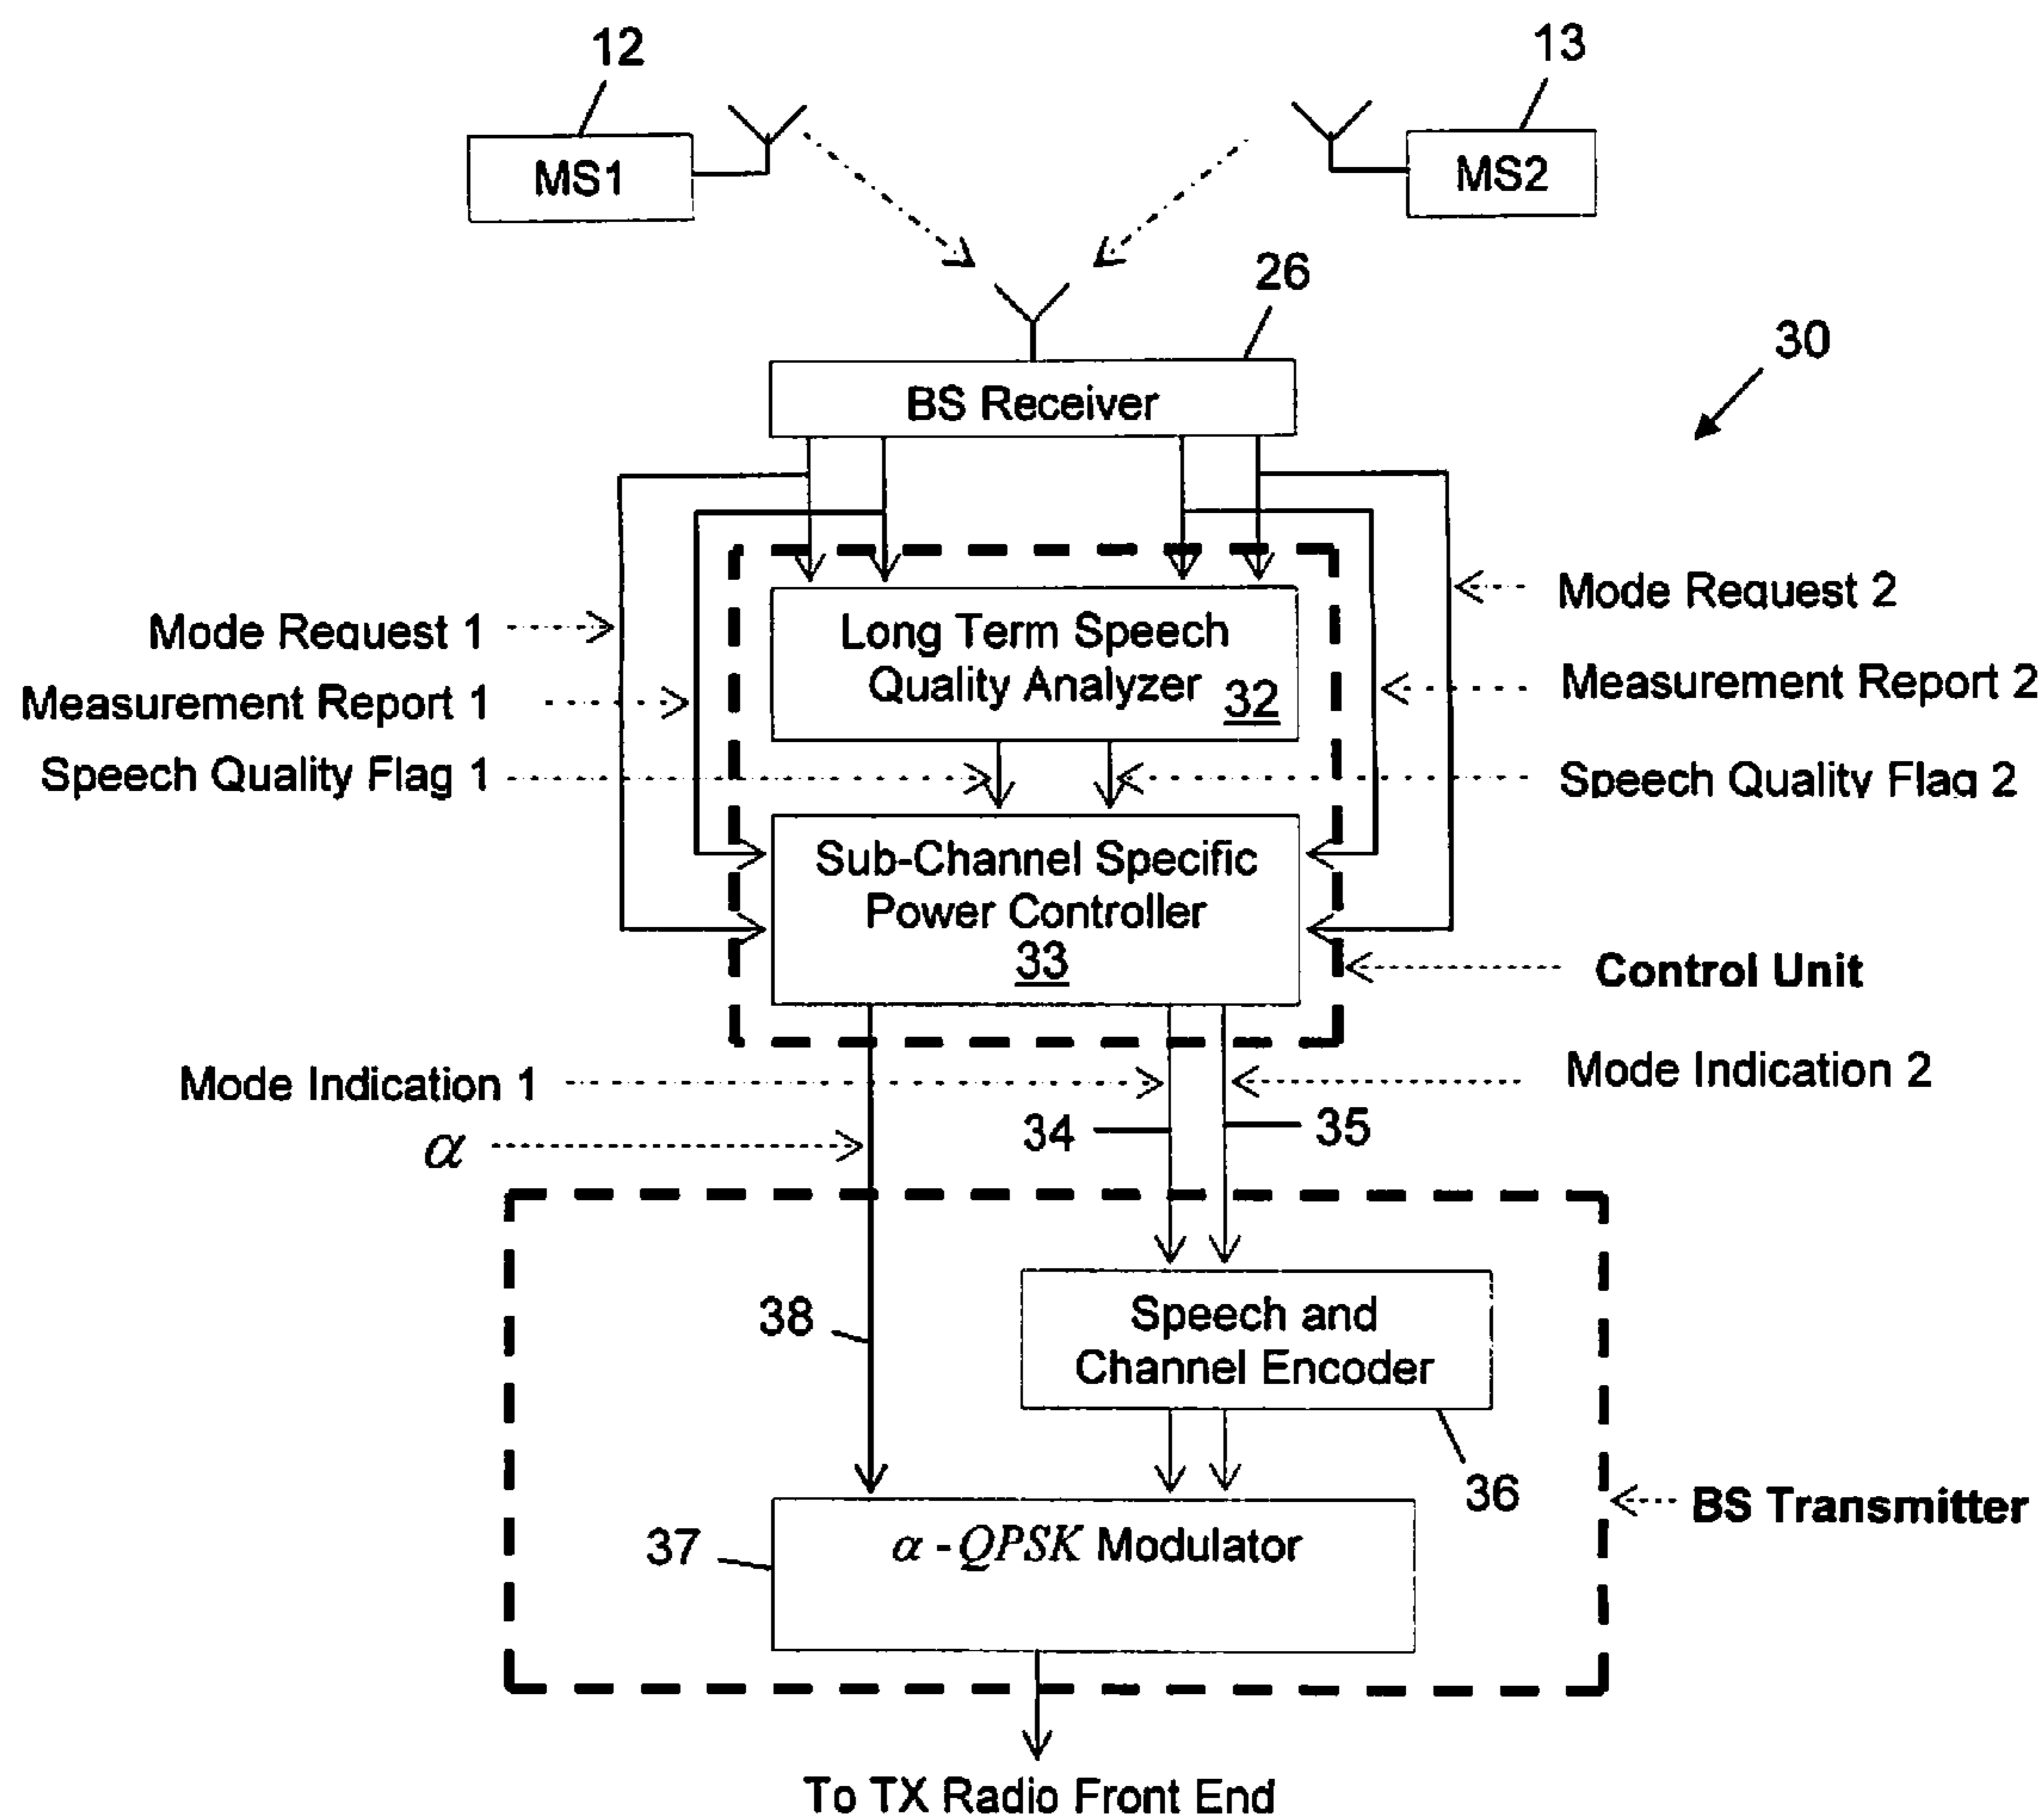 12
13
MS1
MS2
26
30
BS Receiver
Mode Request 1
Mode Request 2
Long Term Speech
Quality Analyzer 32
Measurement Report 1
Measurement Report 2
Speech Quality Flag 1
Speech Quality Flag 2
Sub-Channel Specific
Power Controller
33
Control Unit
Mode Indication 1
Mode Indication 2
α
34
35
38
Speech and
Channel Encoder
36
BS Transmitter
37
α - QPSK Modulator
To TX Radio Front End